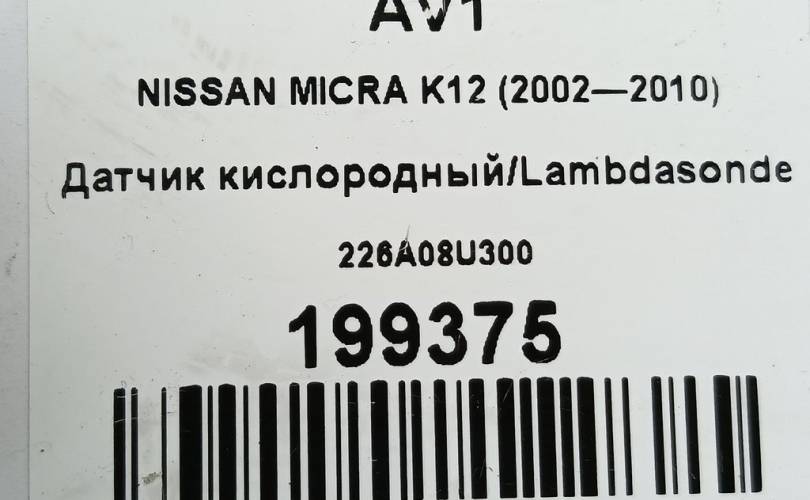 AV1
NISSAN MICRA K12 (2002—2010)
Датчик кислородный/Lambdasonde
226A08U300
199375